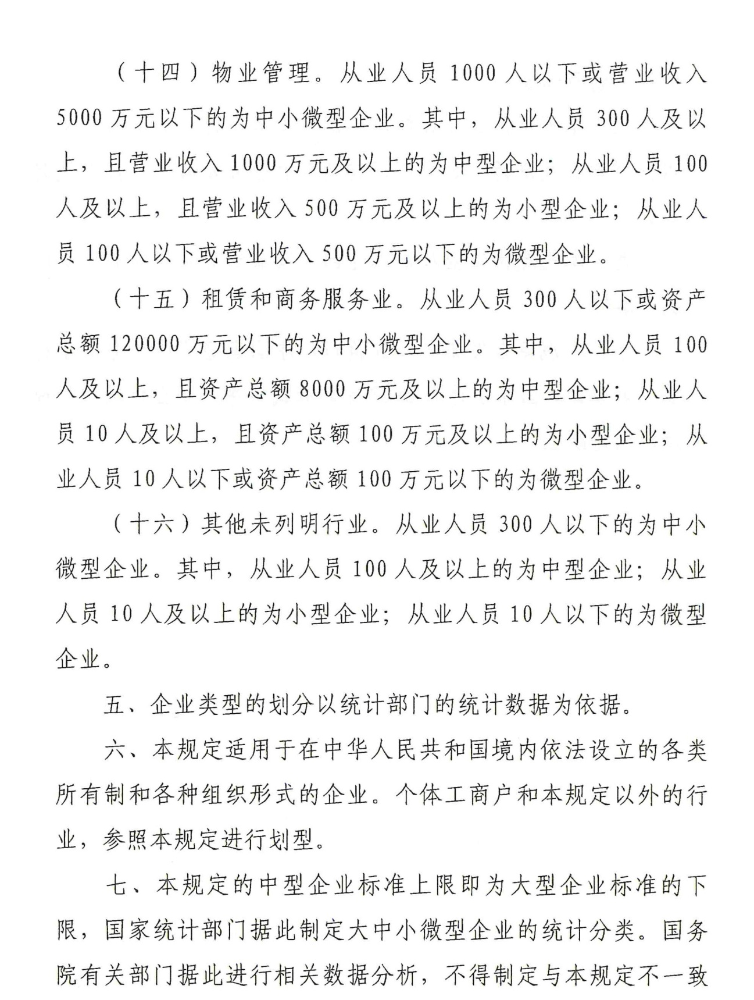 （十四）物业管理。从业人员 1000 人以下或营业收入
5000 万元以下的为中小微型企业。其中，从业人员 300 人及以
上，且营业收入 1000 万元及以上的为中型企业；从业人员 100
人及以上，且营业收入 500 万元及以上的为小型企业；从业人
员 100 人以下或营业收入 500 万元以下的为微型企业。
（十五）租赁和商务服务业。从业人员 300 人以下或资产
总额 120000 万元以下的为中小微型企业。其中，从业人员 100
人及以上，且资产总额 8000 万元及以上的为中型企业；从业人
员 10 人及以上，且资产总额 100 万元及以上的为小型企业；从
业人员 10 人以下或资产总额 100 万元以下的为微型企业。
（十六）其他未列明行业。从业人员 300 人以下的为中小
微型企业。其中，从业人员 100 人及以上的为中型企业；从业
人员 10 人及以上的为小型企业；从业人员 10 人以下的为微型
企业。
五、企业类型的划分以统计部门的统计数据为依据。
六、本规定适用于在中华人民共和国境内依法设立的各类
所有制和各种组织形式的企业。个体工商户和本规定以外的行
业，参照本规定进行划型。
七、本规定的中型企业标准上限即为大型企业标准的下
限，国家统计部门据此制定大中小微型企业的统计分类。国务
院有关部门据此进行相关数据分析，不得制定与本规定不一致